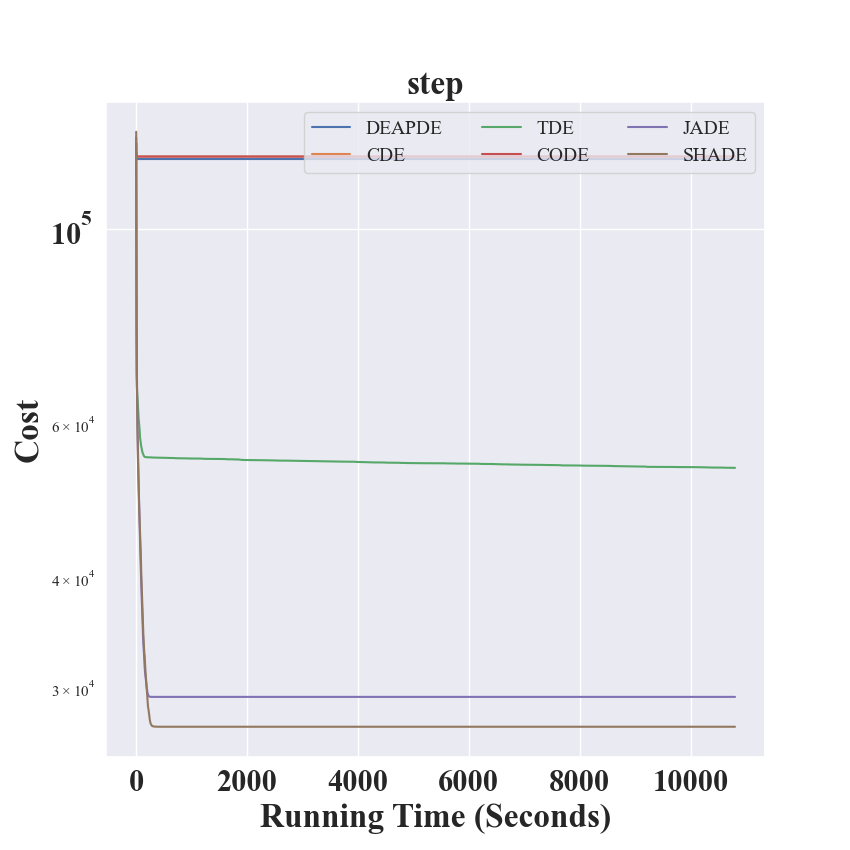 step
DEAPDE TDE JADE
CDE CODE SHADE
10^5
6 × 10^4
4 × 10^4
3 × 10^4
Cost
0 2000 4000 6000 8000 10000
Running Time (Seconds)